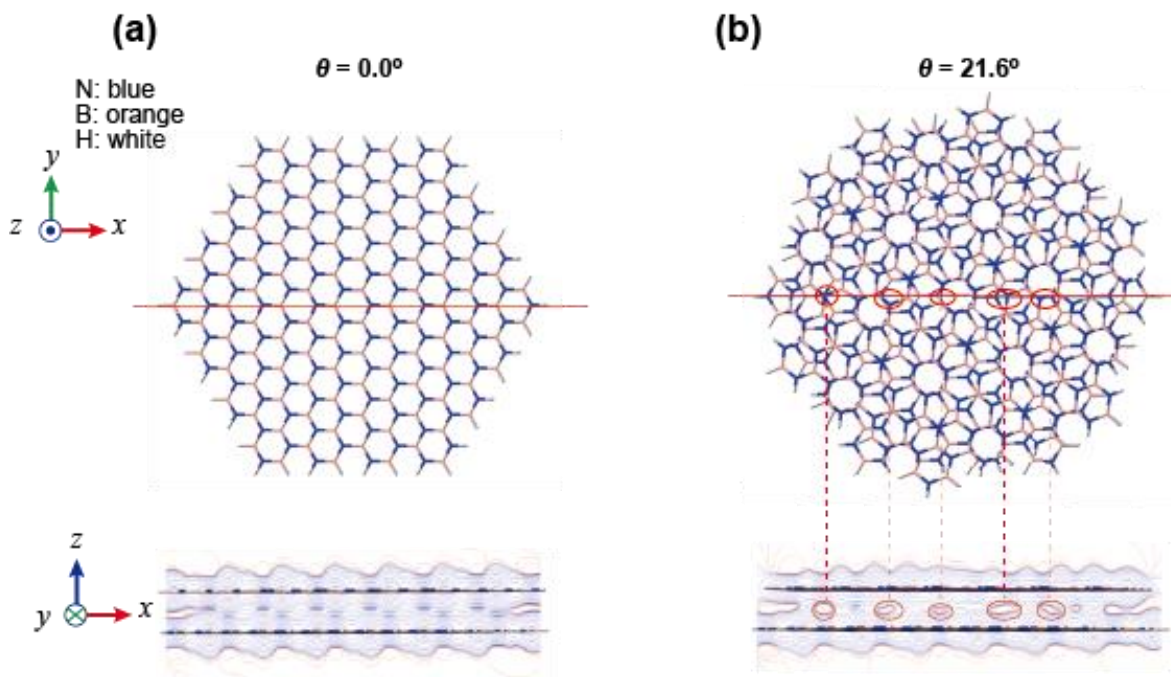 (a)
(b)
θ = 0.0º
θ = 21.6º
N: blue
B: orange
H: white
y
z
x
z
y
x